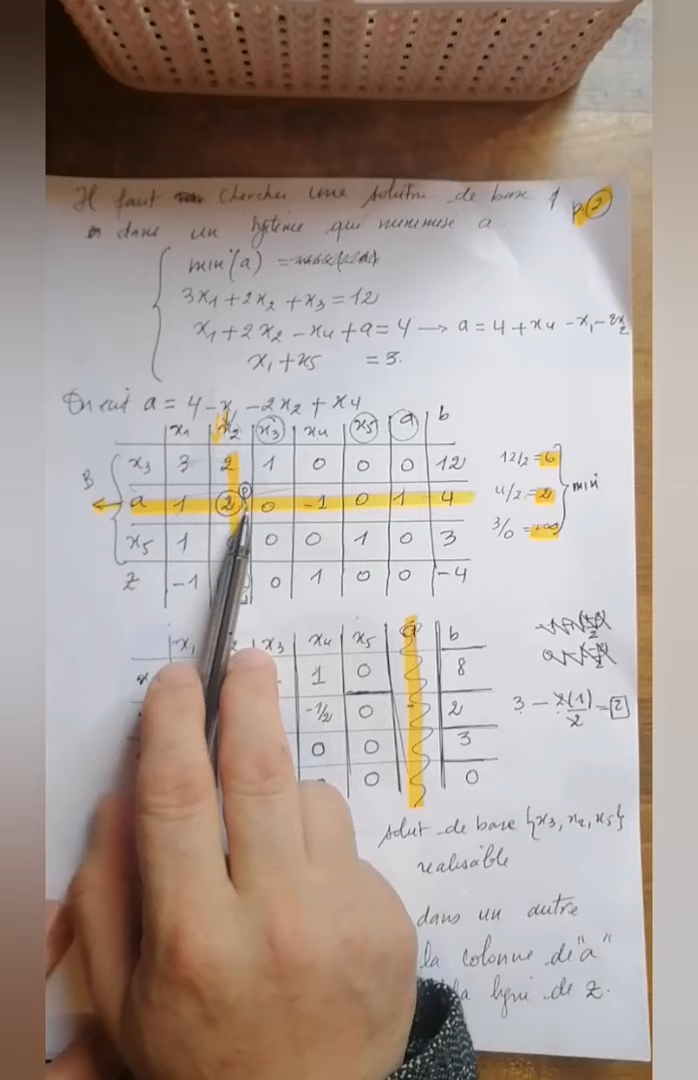 Il faut chercher une solution de base 1 p.②
dans un système qui minimise a
min(a) =
3x₁+2x₂+x₃=12
x₁+2x₂-x₄+a=4 → a=4+x₄-x₁-2x₂
x₁+x₅ =3.
On eut a = 4-x₁-2x₂+x₄
x₁ x₂ x₃ x₄ x₅ a b
x₃ 3 2 1 0 0 0 12 12/2=6
B a 1 2 0 -1 0 1 4 4/2=2 min
x₅ 1 0 0 1 0 3 3/0=+∞
Z -1 0 1 0 0 -4
x₁ x₃ x₄ x₅ a b
1 0 8
-1/2 0 2 3-2(1)/2=2
0 0 3
0 0
solut de base {x₃, x₂, x₅}
realisable
dans un autre
la colonne de "a"
la ligne de Z.